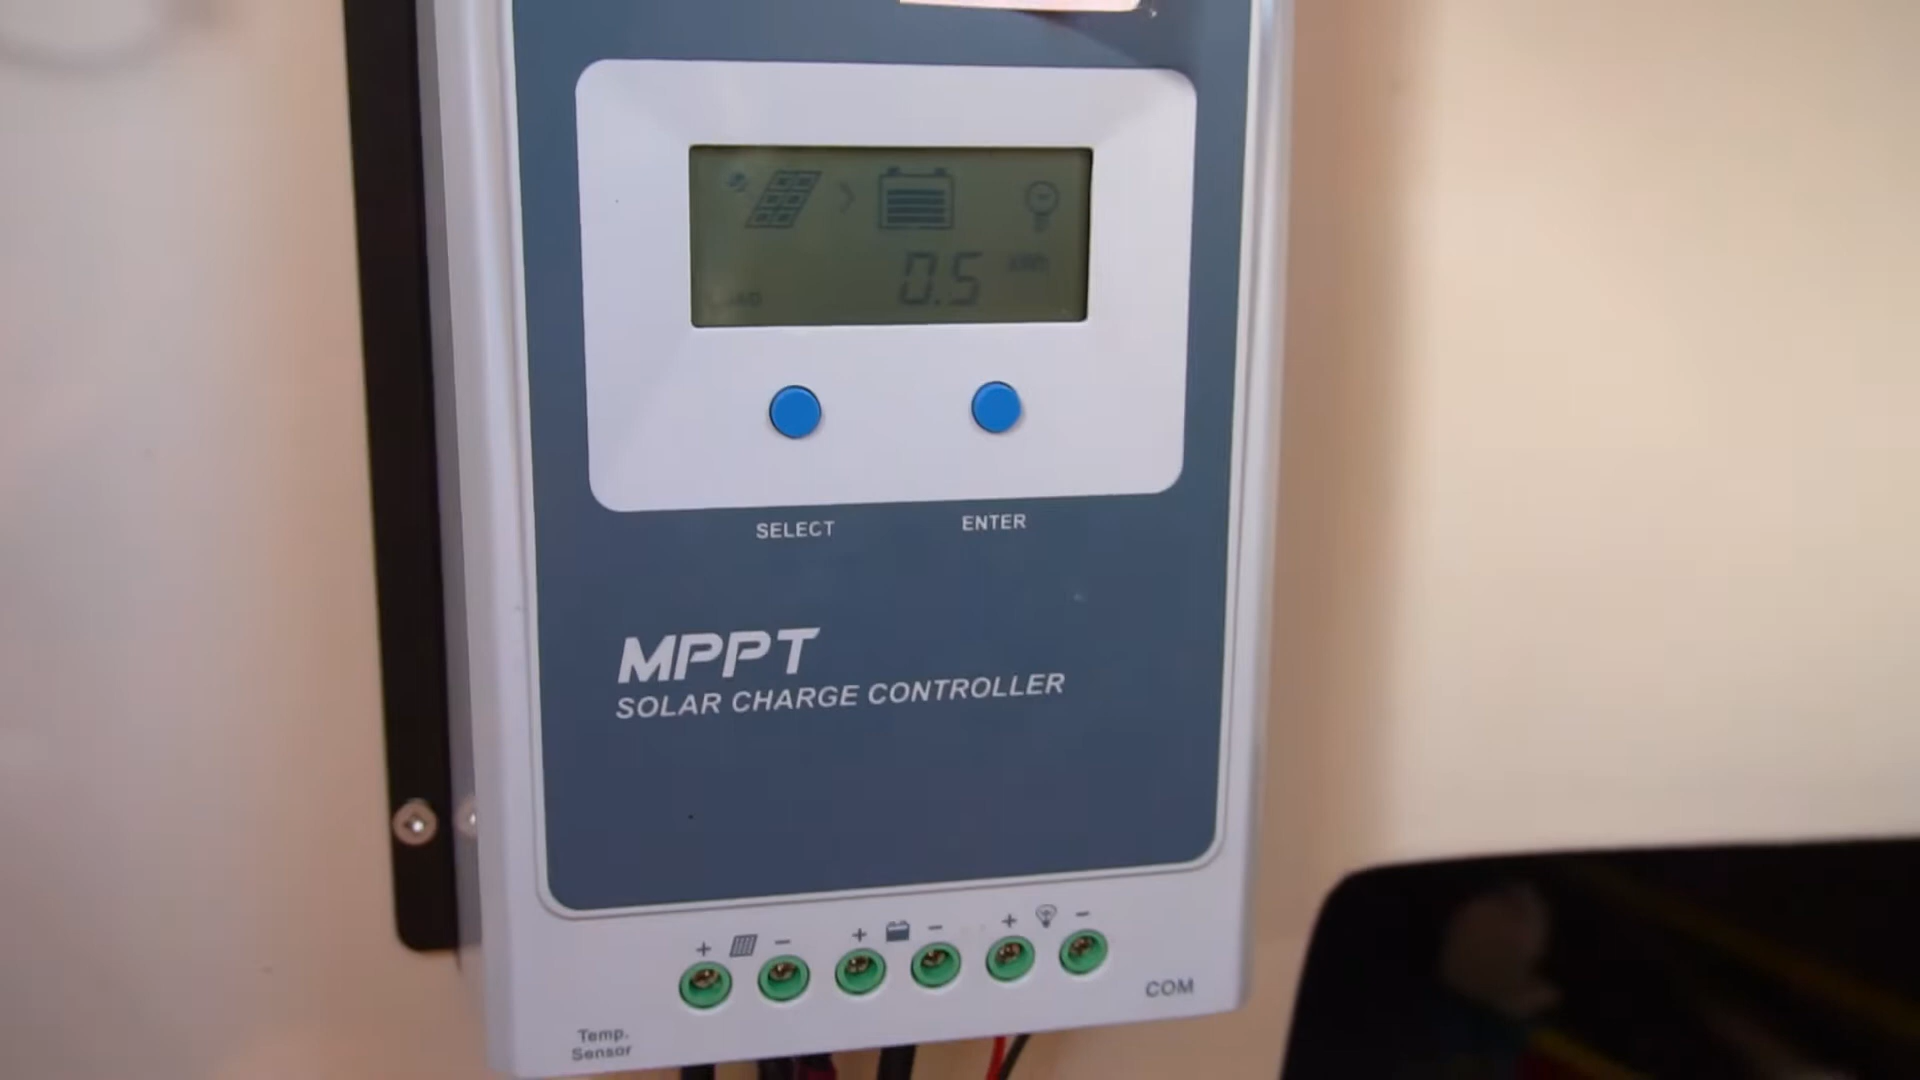 0.5
SELECT
ENTER
MPPT
SOLAR CHARGE CONTROLLER
+ - + - + -
COM
Temp.
Sensor